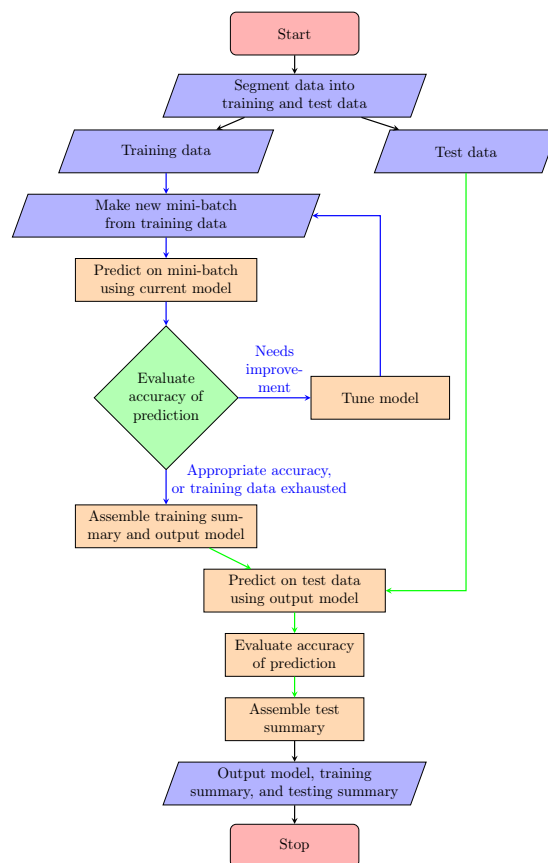 Start
Segment data into
training and test data
Training data
Test data
Make new mini-batch
from training data
Predict on mini-batch
using current model
Evaluate
accuracy of
prediction
Needs
improve-
ment
Tune model
Appropriate accuracy,
or training data exhausted
Assemble training sum-
mary and output model
Predict on test data
using output model
Evaluate accuracy
of prediction
Assemble test
summary
Output model, training
summary, and testing summary
Stop